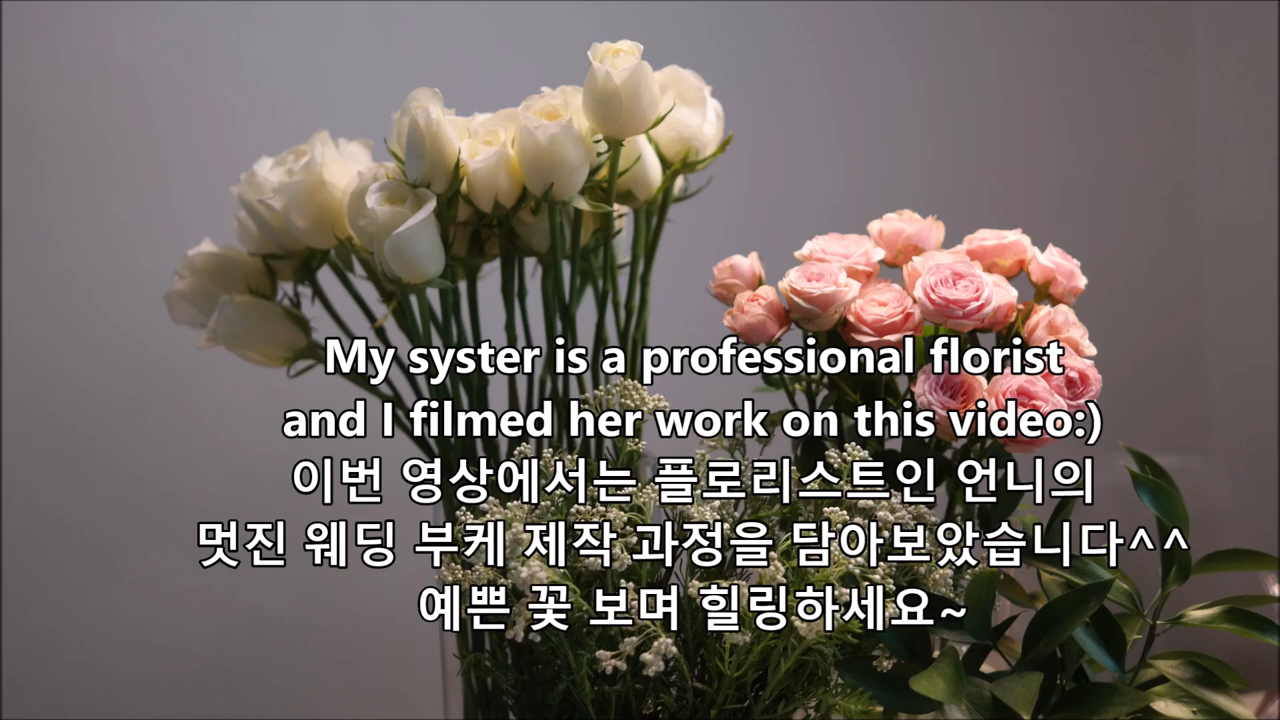 My syster is a professional florist
and I filmed her work on this video:)
이번 영상에서는 플로리스트인 언니의
멋진 웨딩 부케 제작 과정을 담아보았습니다^^
예쁜 꽃 보며 힐링하세요~